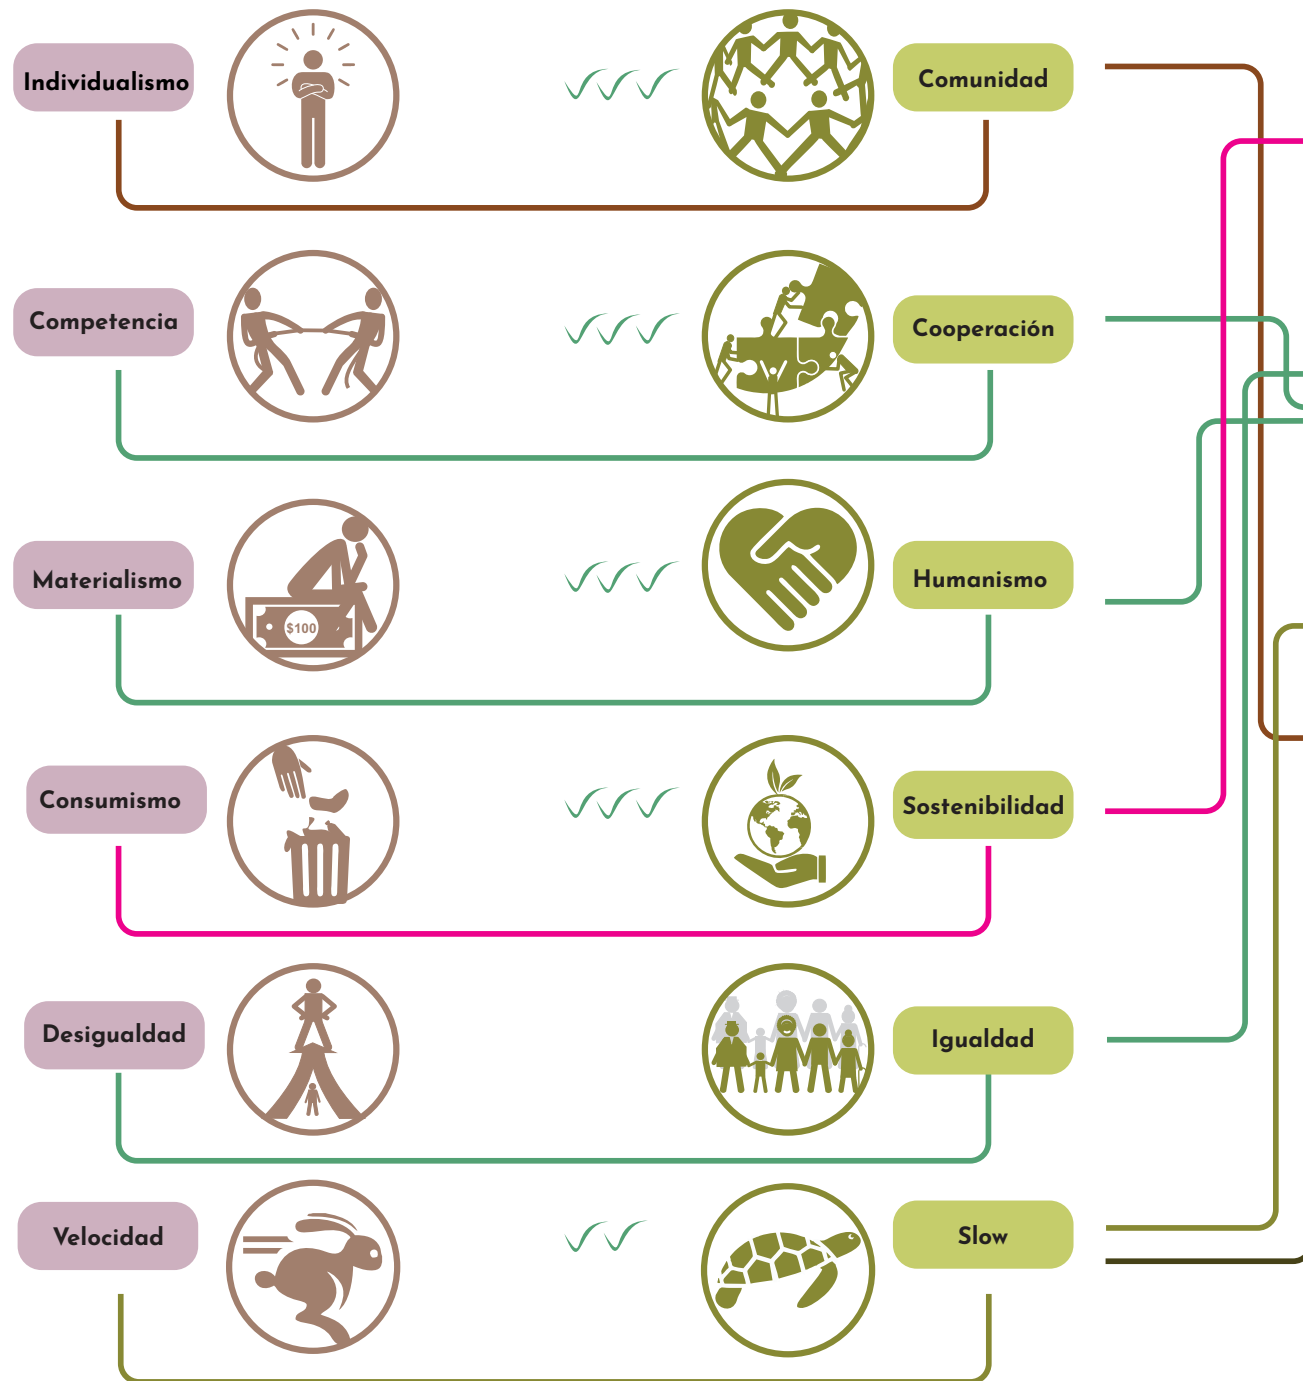 Individualismo
Comunidad
Competencia
Cooperación
Materialismo
$100
Humanismo
Consumismo
Sostenibilidad
Desigualdad
Igualdad
Velocidad
Slow